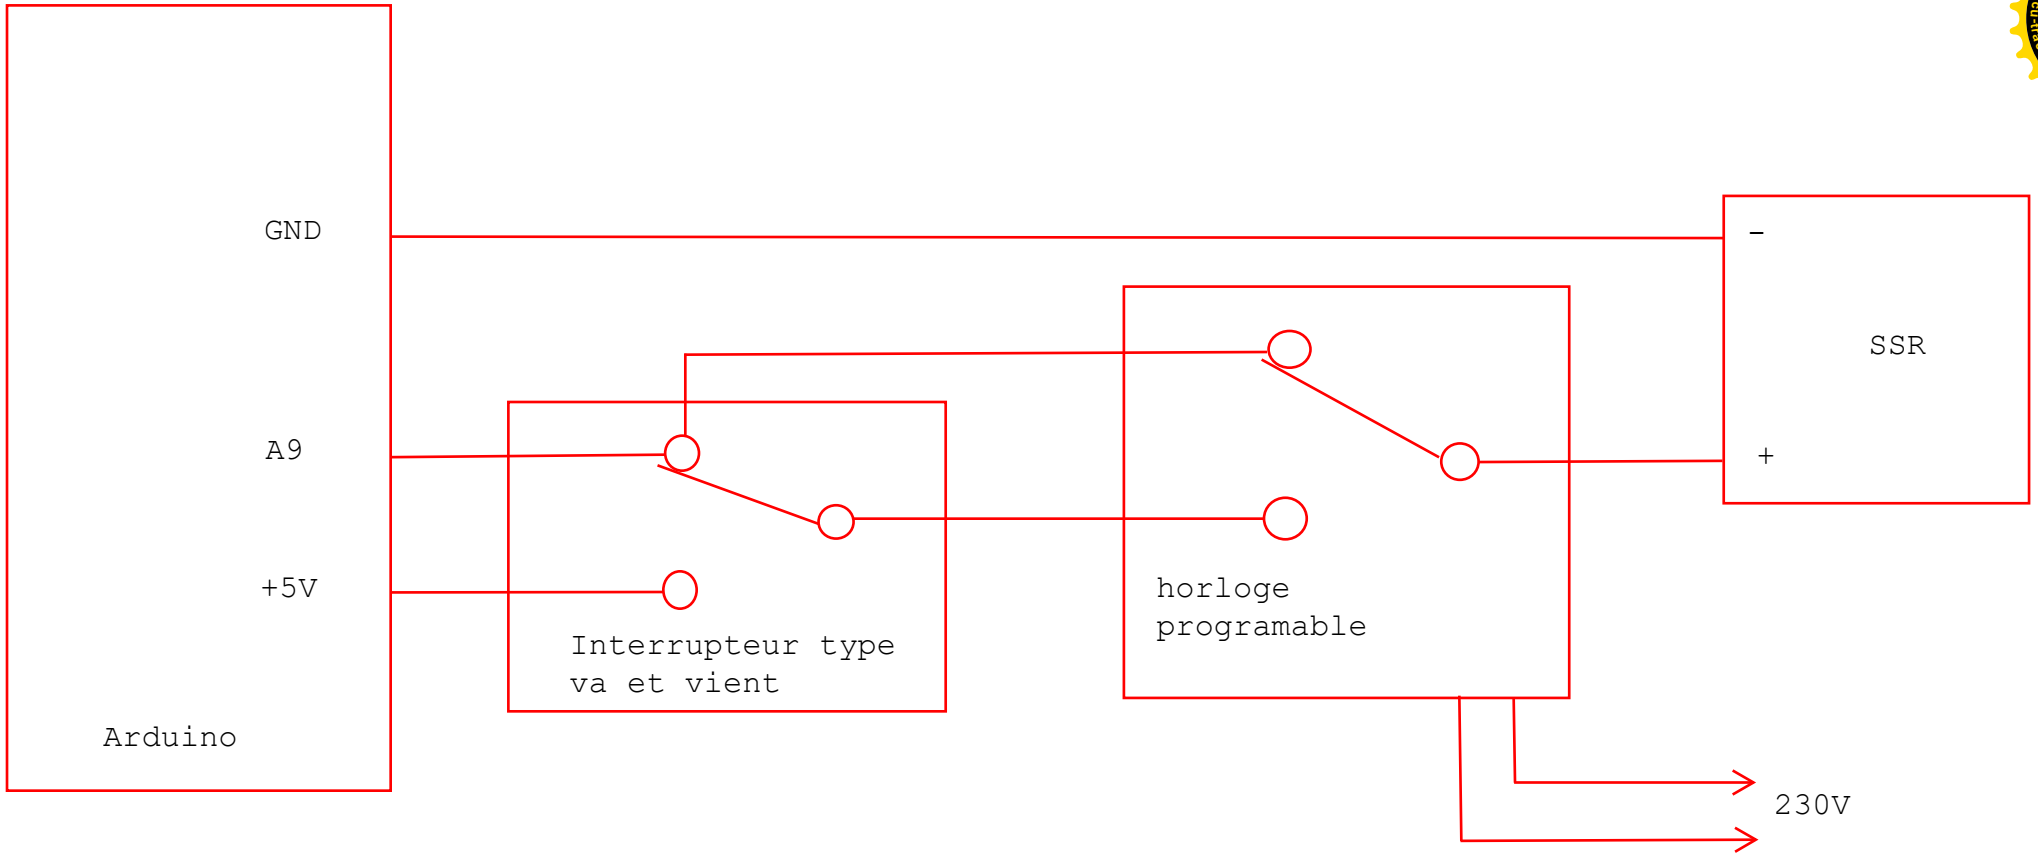 GND
-
SSR
A9
+
+5V
horloge
programable
Interrupteur type
va et vient
Arduino
230V